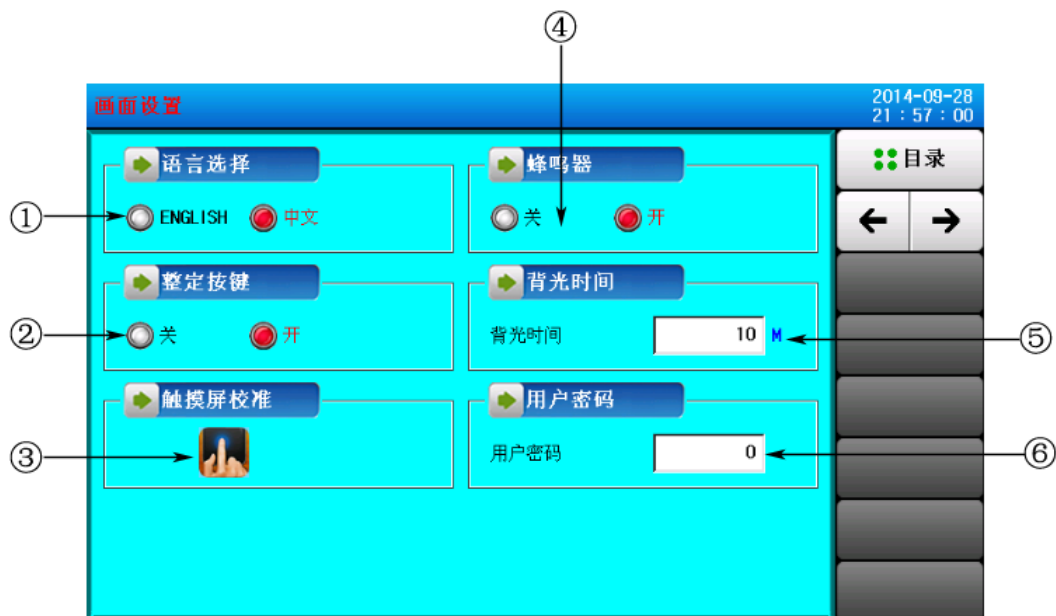 ④
画面设置
2014-09-28
21 : 57 : 00
语言选择
蜂鸣器
目录
①
ENGLISH 中文
关 开
整定按键
背光时间
②
关 开
背光时间 10 M
⑤
触摸屏校准
用户密码
③
用户密码 0
⑥